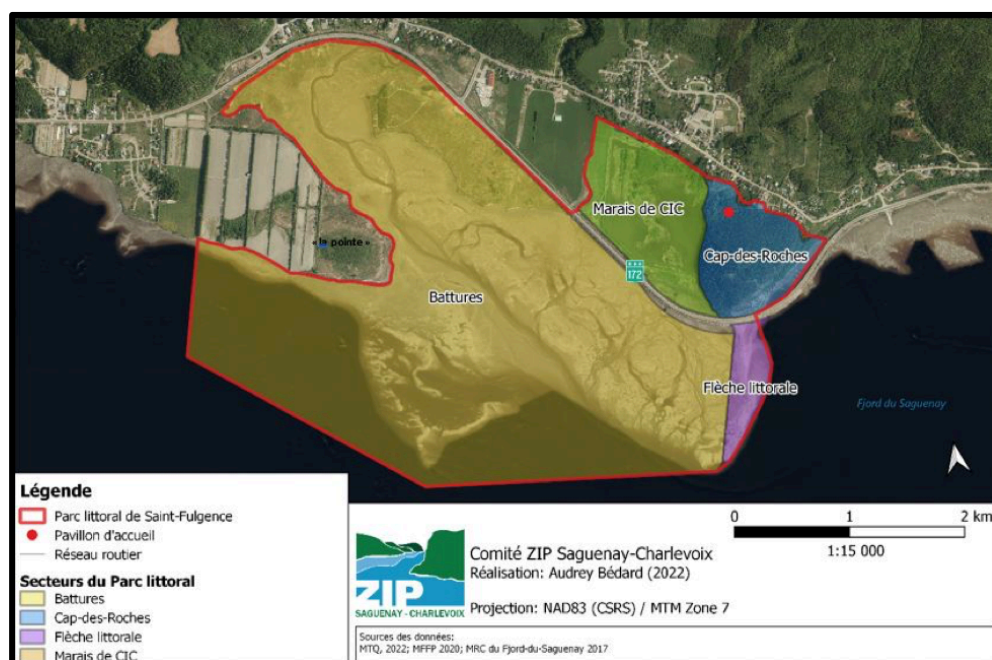 Marais de CIC
Cap-des-Roches
« la pointe »
172
Battures
Flèche littorale
Fjord du Saguenay
Légende
Parc littoral de Saint-Fulgence
Pavillon d'accueil
Réseau routier
Secteurs du Parc littoral
Battures
Cap-des-Roches
Flèche littorale
Marais de CIC
ZIP
SAGUENAY - CHARLEVOIX
Comité ZIP Saguenay-Charlevoix
Réalisation: Audrey Bédard (2022)
Projection: NAD83 (CSRS) / MTM Zone 7
0 1 2 km
1:15 000
Sources des données:
MTQ, 2022; MFFP 2020; MRC du Fjord-du-Saguenay 2017